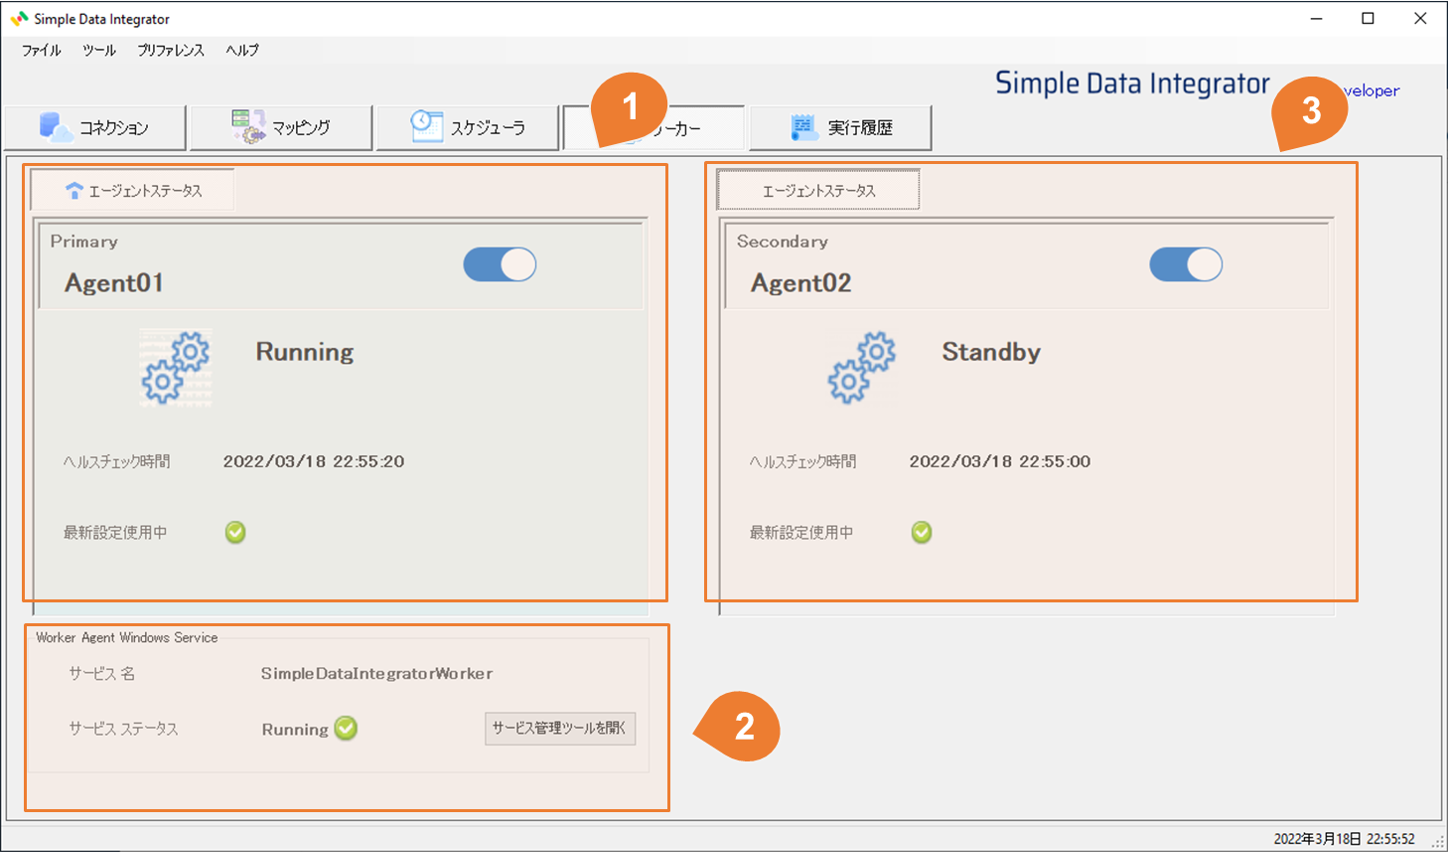 Simple Data Integrator
ファイル ツール プリファレンス ヘルプ
Simple Data Integrator
veloper
コネクション マッピング スケジューラ ーカー 実行履歴
1
3
エージェントステータス
Primary
Agent01
Running
ヘルスチェック時間 2022/03/18 22:55:20
最新設定使用中
エージェントステータス
Secondary
Agent02
Standby
ヘルスチェック時間 2022/03/18 22:55:00
最新設定使用中
Worker Agent Windows Service
サービス 名 SimpleDataIntegratorWorker
サービス ステータス Running サービス管理ツールを開く
2
2022年3月18日 22:55:52